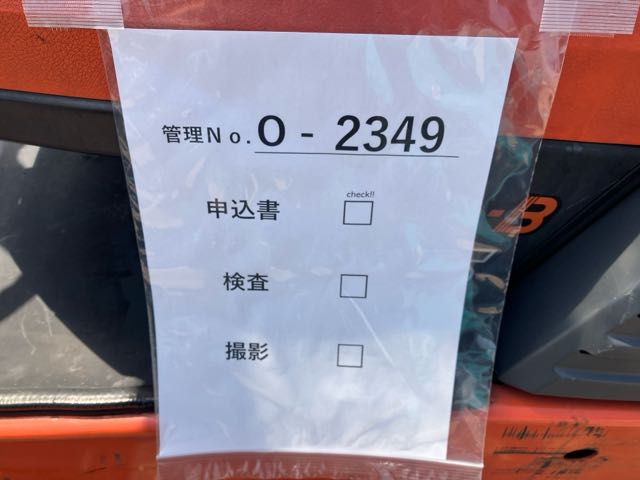 管理No. O - 2349
check!!
申込書 □
検査 □
撮影 □
-B